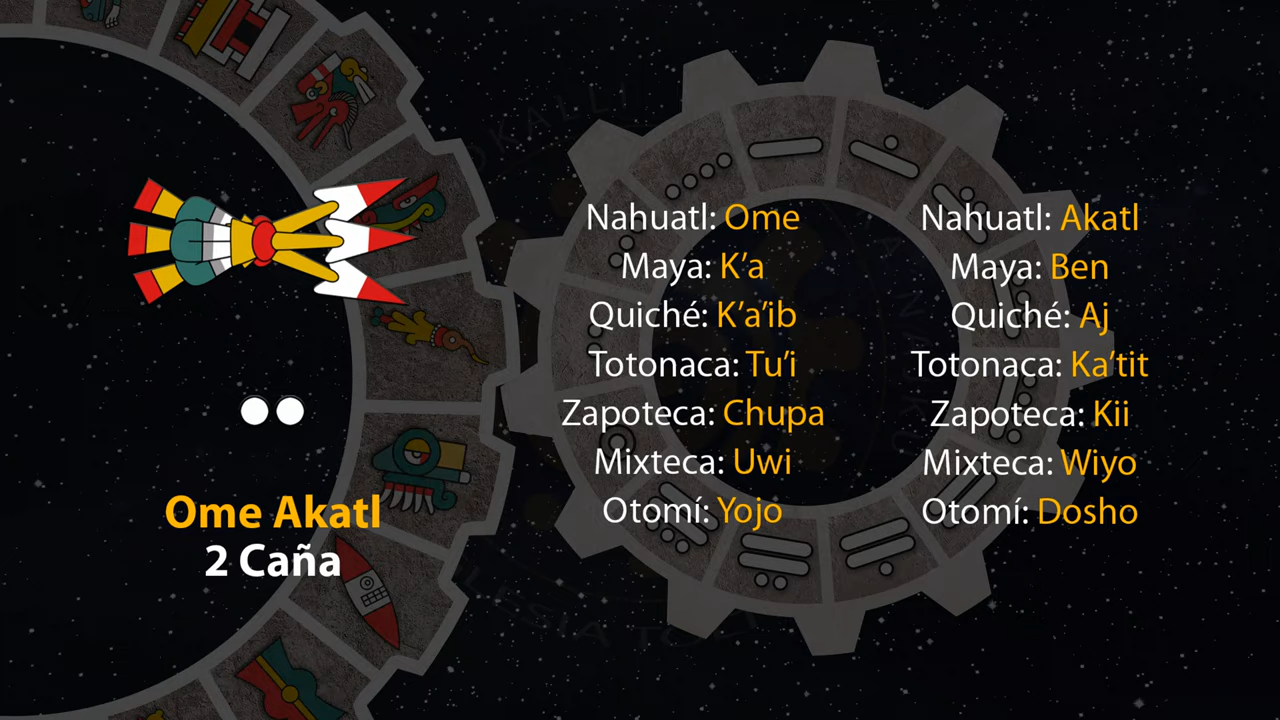 Ome Akatl
2 Caña
Nahuatl: Ome
Maya: K'a
Quiché: K'a'ib
Totonaca: Tu'i
Zapoteca: Chupa
Mixteca: Uwi
Otomí: Yojo
Nahuatl: Akatl
Maya: Ben
Quiché: Aj
Totonaca: Ka'tit
Zapoteca: Kii
Mixteca: Wiyo
Otomí: Dosho